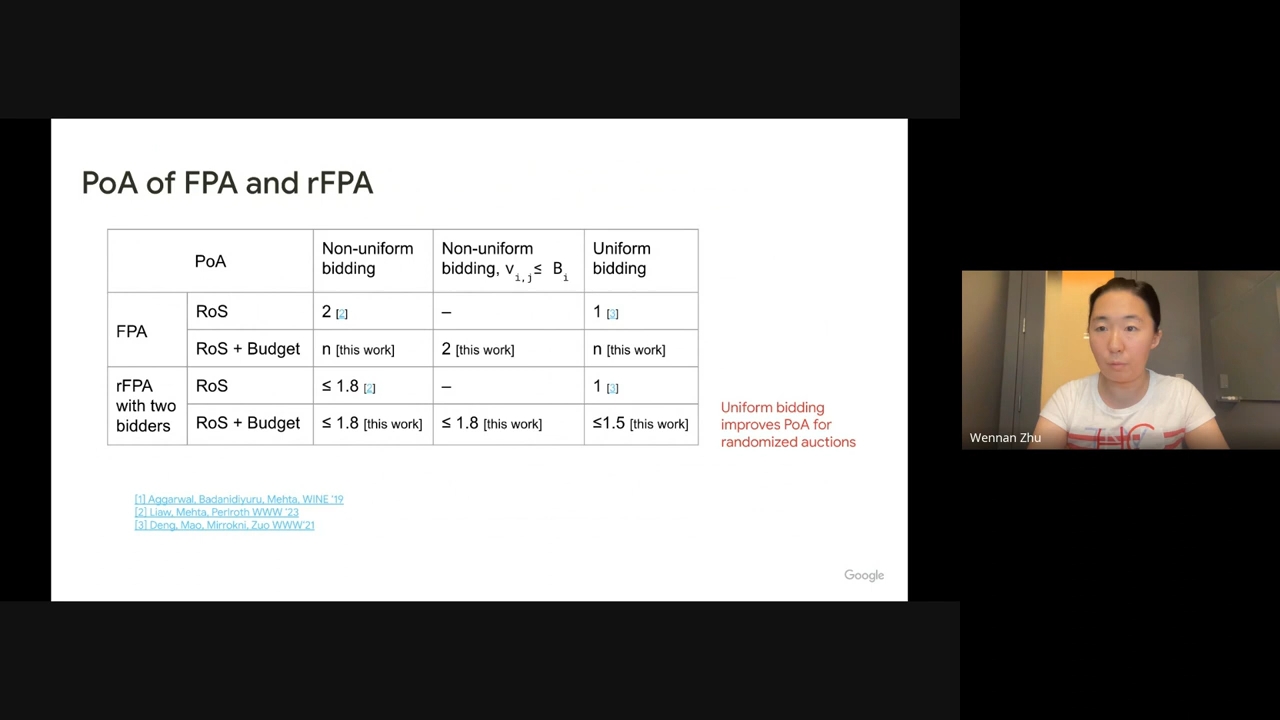 PoA of FPA and rFPA
PoA
Non-uniform
bidding
Non-uniform
bidding, v i,j ≤ B i
Uniform
bidding
FPA
RoS
2 [2]
–
1 [3]
RoS + Budget
n [this work]
2 [this work]
n [this work]
rFPA
with two
bidders
RoS
≤ 1.8 [2]
–
1 [3]
RoS + Budget
≤ 1.8 [this work]
≤ 1.8 [this work]
≤1.5 [this work]
Uniform bidding
improves PoA for
randomized auctions
[1] Aggarwal, Badanidiyuru, Mehta, WINE '19
[2] Liaw, Mehta, Perlroth WWW '23
[3] Deng, Mao, Mirrokni, Zuo WWW'21
Google
Wennan Zhu